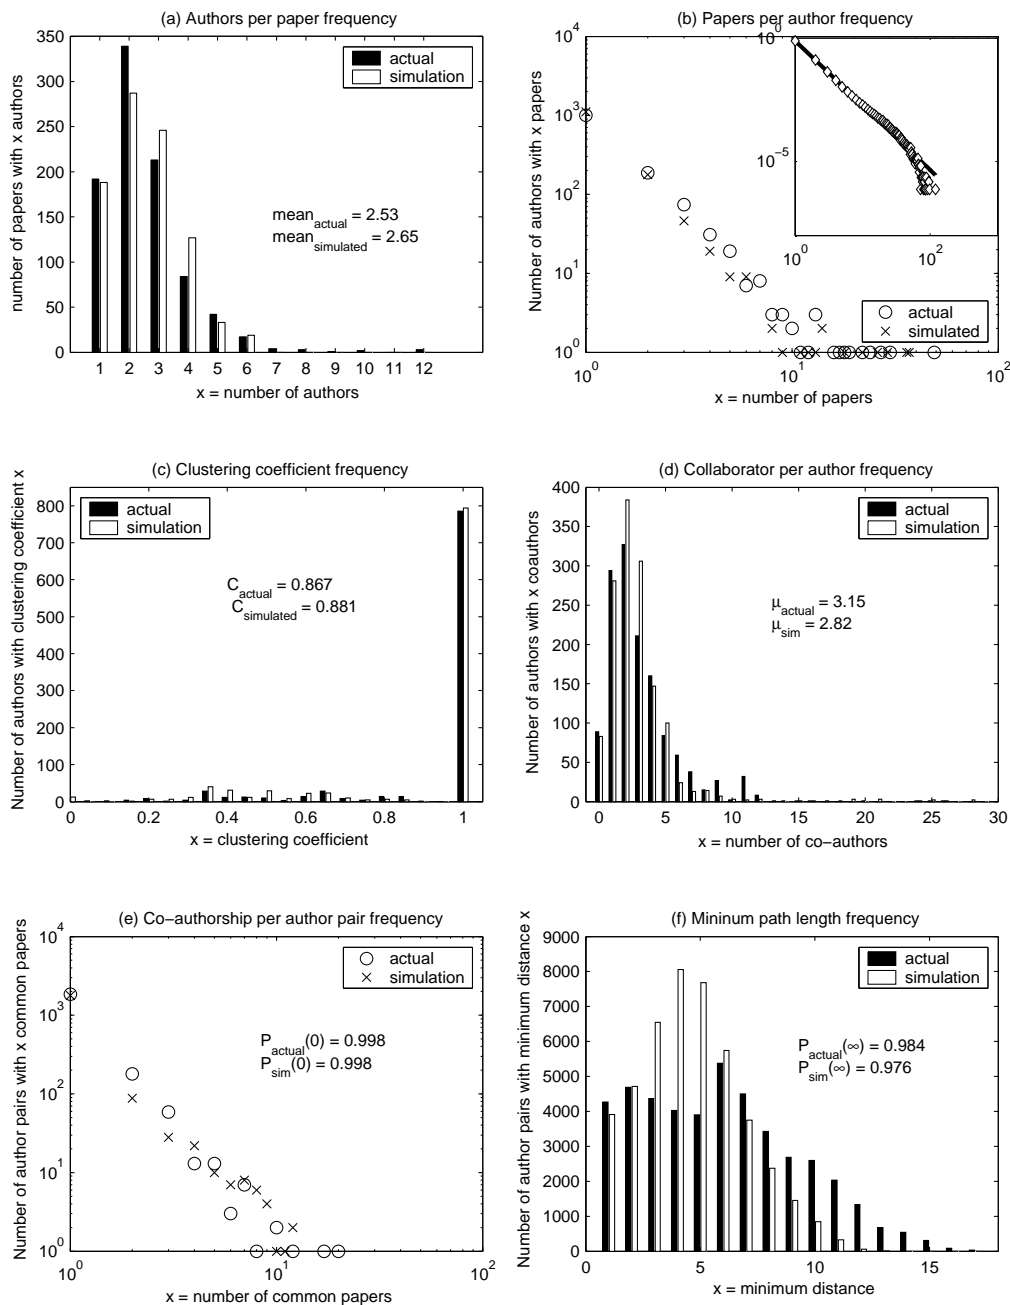 (a) Authors per paper frequency
number of papers with x authors
350
300
250
200
150
100
50
0
actual
simulation
mean_actual = 2.53
mean_simulated = 2.65
1 2 3 4 5 6 7 8 9 10 11 12
x = number of authors
(b) Papers per author frequency
Number of authors with x papers
10^4
10^3
10^2
10^1
10^0
10^0
10^−5
10^0 10^2
actual
simulated
10^0 10^1 10^2
x = number of papers
(c) Clustering coefficient frequency
Number of authors with clustering coefficient x
800
700
600
500
400
300
200
100
0
actual
simulation
C_actual = 0.867
C_simulated = 0.881
0 0.2 0.4 0.6 0.8 1
x = clustering coefficient
(d) Collaborator per author frequency
Number of authors with x coauthors
400
350
300
250
200
150
100
50
0
actual
simulation
μ_actual = 3.15
μ_sim = 2.82
0 5 10 15 20 25 30
x = number of co−authors
(e) Co−authorship per author pair frequency
Number of author pairs with x common papers
10^4
10^3
10^2
10^1
10^0
actual
simulation
P_actual(0) = 0.998
P_sim(0) = 0.998
10^0 10^1 10^2
x = number of common papers
(f) Mininum path length frequency
Number of author pairs with minimum distance x
9000
8000
7000
6000
5000
4000
3000
2000
1000
0
actual
simulation
P_actual(∞) = 0.984
P_sim(∞) = 0.976
0 5 10 15
x = minimum distance